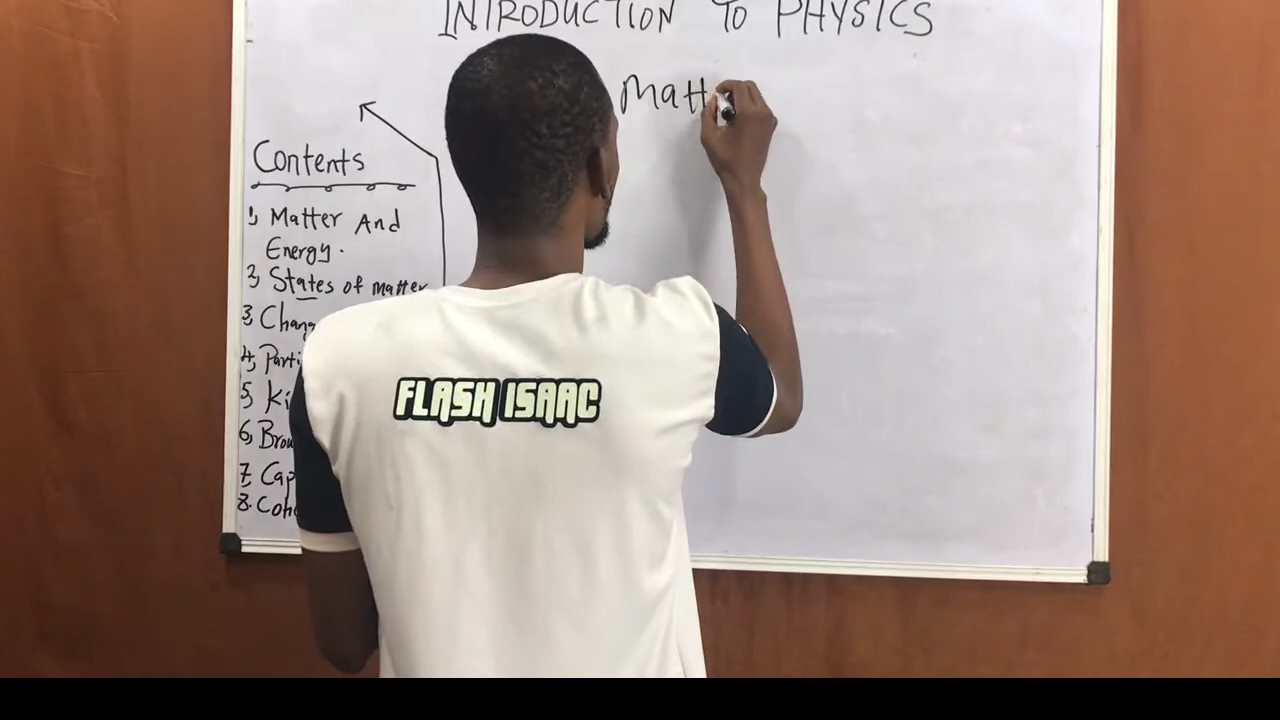 INTRODUCTION TO PHYSICS
Matt
Contents
1, Matter And
Energy.
2, States of matter
3, Chang
4, Parti
5, Ki
6, Brow
7, Cap
8. Cohe
FLASH ISAAC